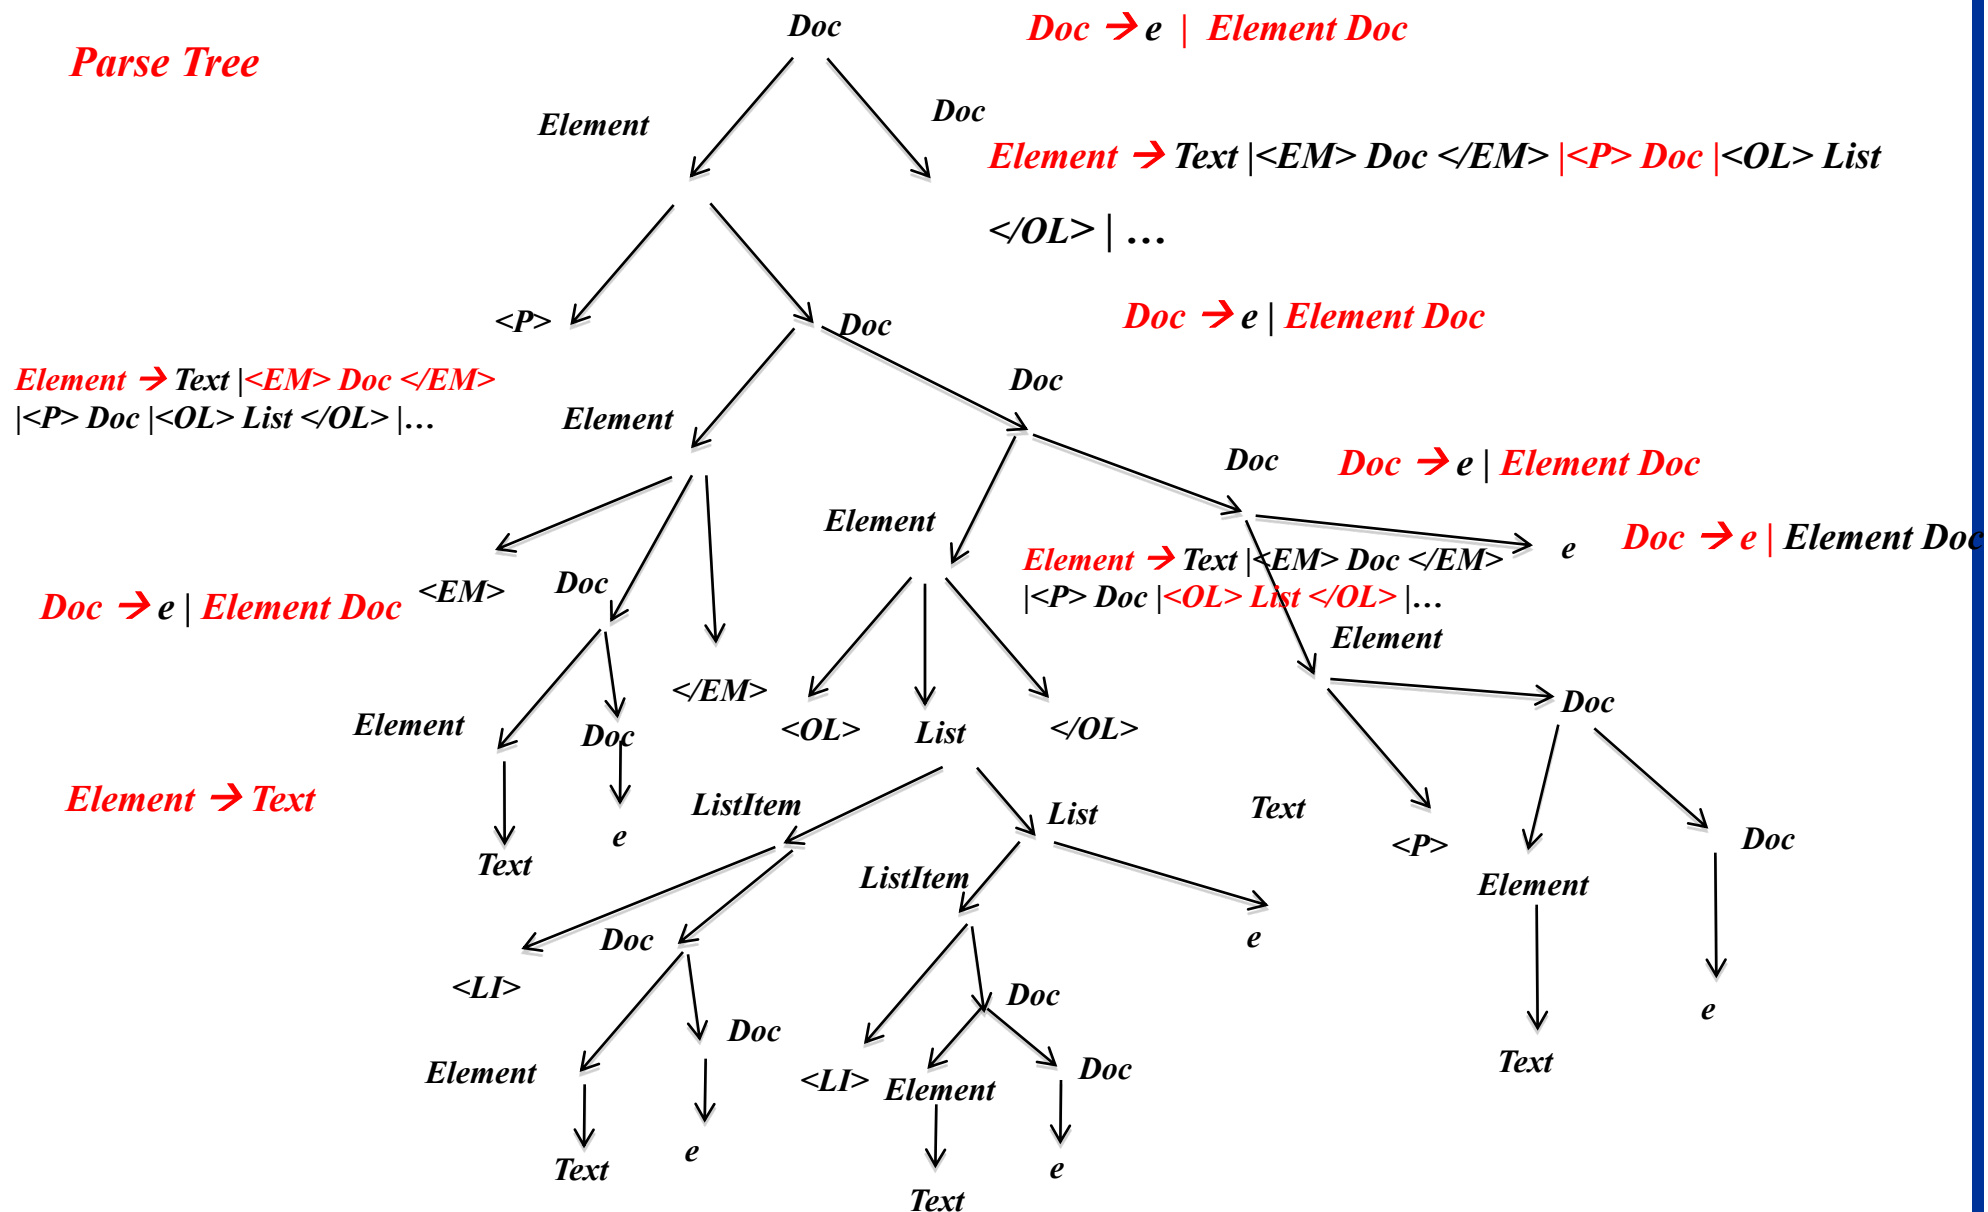 Doc
Doc → e | Element Doc
Parse Tree
Element
Doc
Element → Text |<EM> Doc </EM> |<P> Doc |<OL> List
</OL> | …
<P>
Doc
Doc → e | Element Doc
Element → Text |<EM> Doc </EM>
|<P> Doc |<OL> List </OL> |…
Doc
Element
Doc
Doc → e | Element Doc
Element
e
Doc → e | Element Doc
Element → Text |<EM> Doc </EM>
|<P> Doc |<OL> List </OL> |…
Doc → e | Element Doc
<EM>
Doc
Element
</EM>
Element
Doc
<OL>
List
</OL>
Doc
Element → Text
ListItem
List
Text
<P>
Doc
Text
e
ListItem
Element
Doc
e
<LI>
Doc
e
Doc
Element
<LI>
Element
Doc
Text
Text
e
e
Text